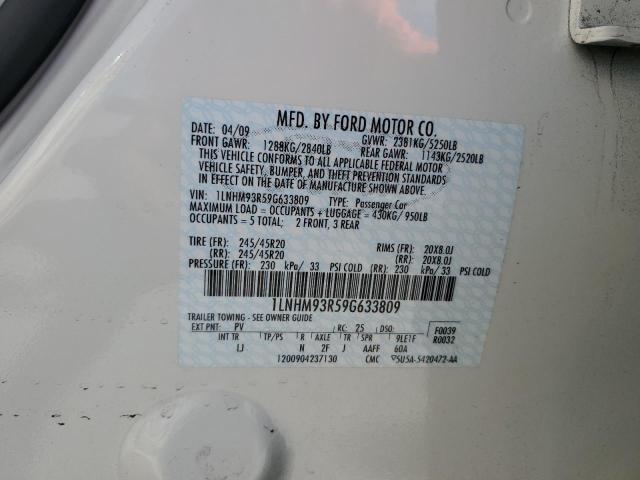 MFD. BY FORD MOTOR CO.
DATE: 04/09 GVWR: 2381KG/5250LB
FRONT GAWR: 1288KG/2840LB REAR GAWR: 1143KG/2520LB
THIS VEHICLE CONFORMS TO ALL APPLICABLE FEDERAL MOTOR
VEHICLE SAFETY, BUMPER, AND THEFT PREVENTION STANDARDS
IN EFFECT ON THE DATE OF MANUFACTURE SHOWN ABOVE.
VIN: 1LNHM93R59G633809 TYPE: Passenger Car
MAXIMUM LOAD = OCCUPANTS + LUGGAGE = 430KG/950LB
OCCUPANTS = 5 TOTAL; 2 FRONT, 3 REAR
TIRE (FR): 245/45R20 RIMS (FR): 20X8.0J
(RR): 245/45R20 (RR): 20X8.0J
PRESSURE (FR): 230 kPa/ 33 PSI COLD (RR): 230 kPa/ 33 PSI COLD
1LNHM93R59G633809
TRAILER TOWING - SEE OWNER GUIDE
EXT PNT: PV RC: 25 DSO: F0039
INT TR TP/PS R AXLE TR SPR 9LE1F R0032
LJ N 2F J AAFF 60A
1200904237130 CMC 5U5A-5420472-AA